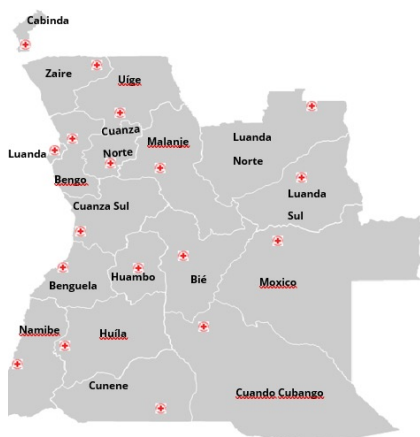 Cabinda
Zaire
Uíge
Cuanza
Norte
Malanje
Luanda
Norte
Luanda
Bengo
Luanda
Sul
Cuanza Sul
Benguela
Huambo
Bié
Moxico
Namibe
Huíla
Cunene
Cuando Cubango